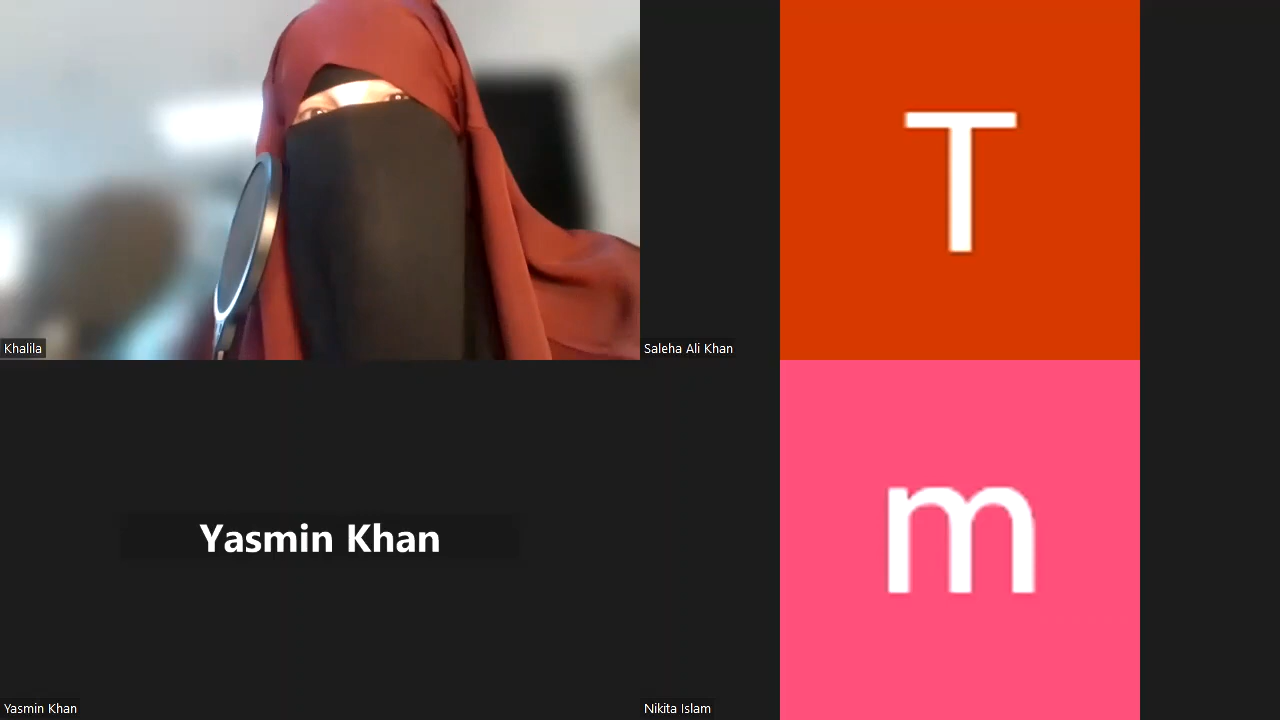 Khalila
T
Saleha Ali Khan
Yasmin Khan
Yasmin Khan
m
Nikita Islam